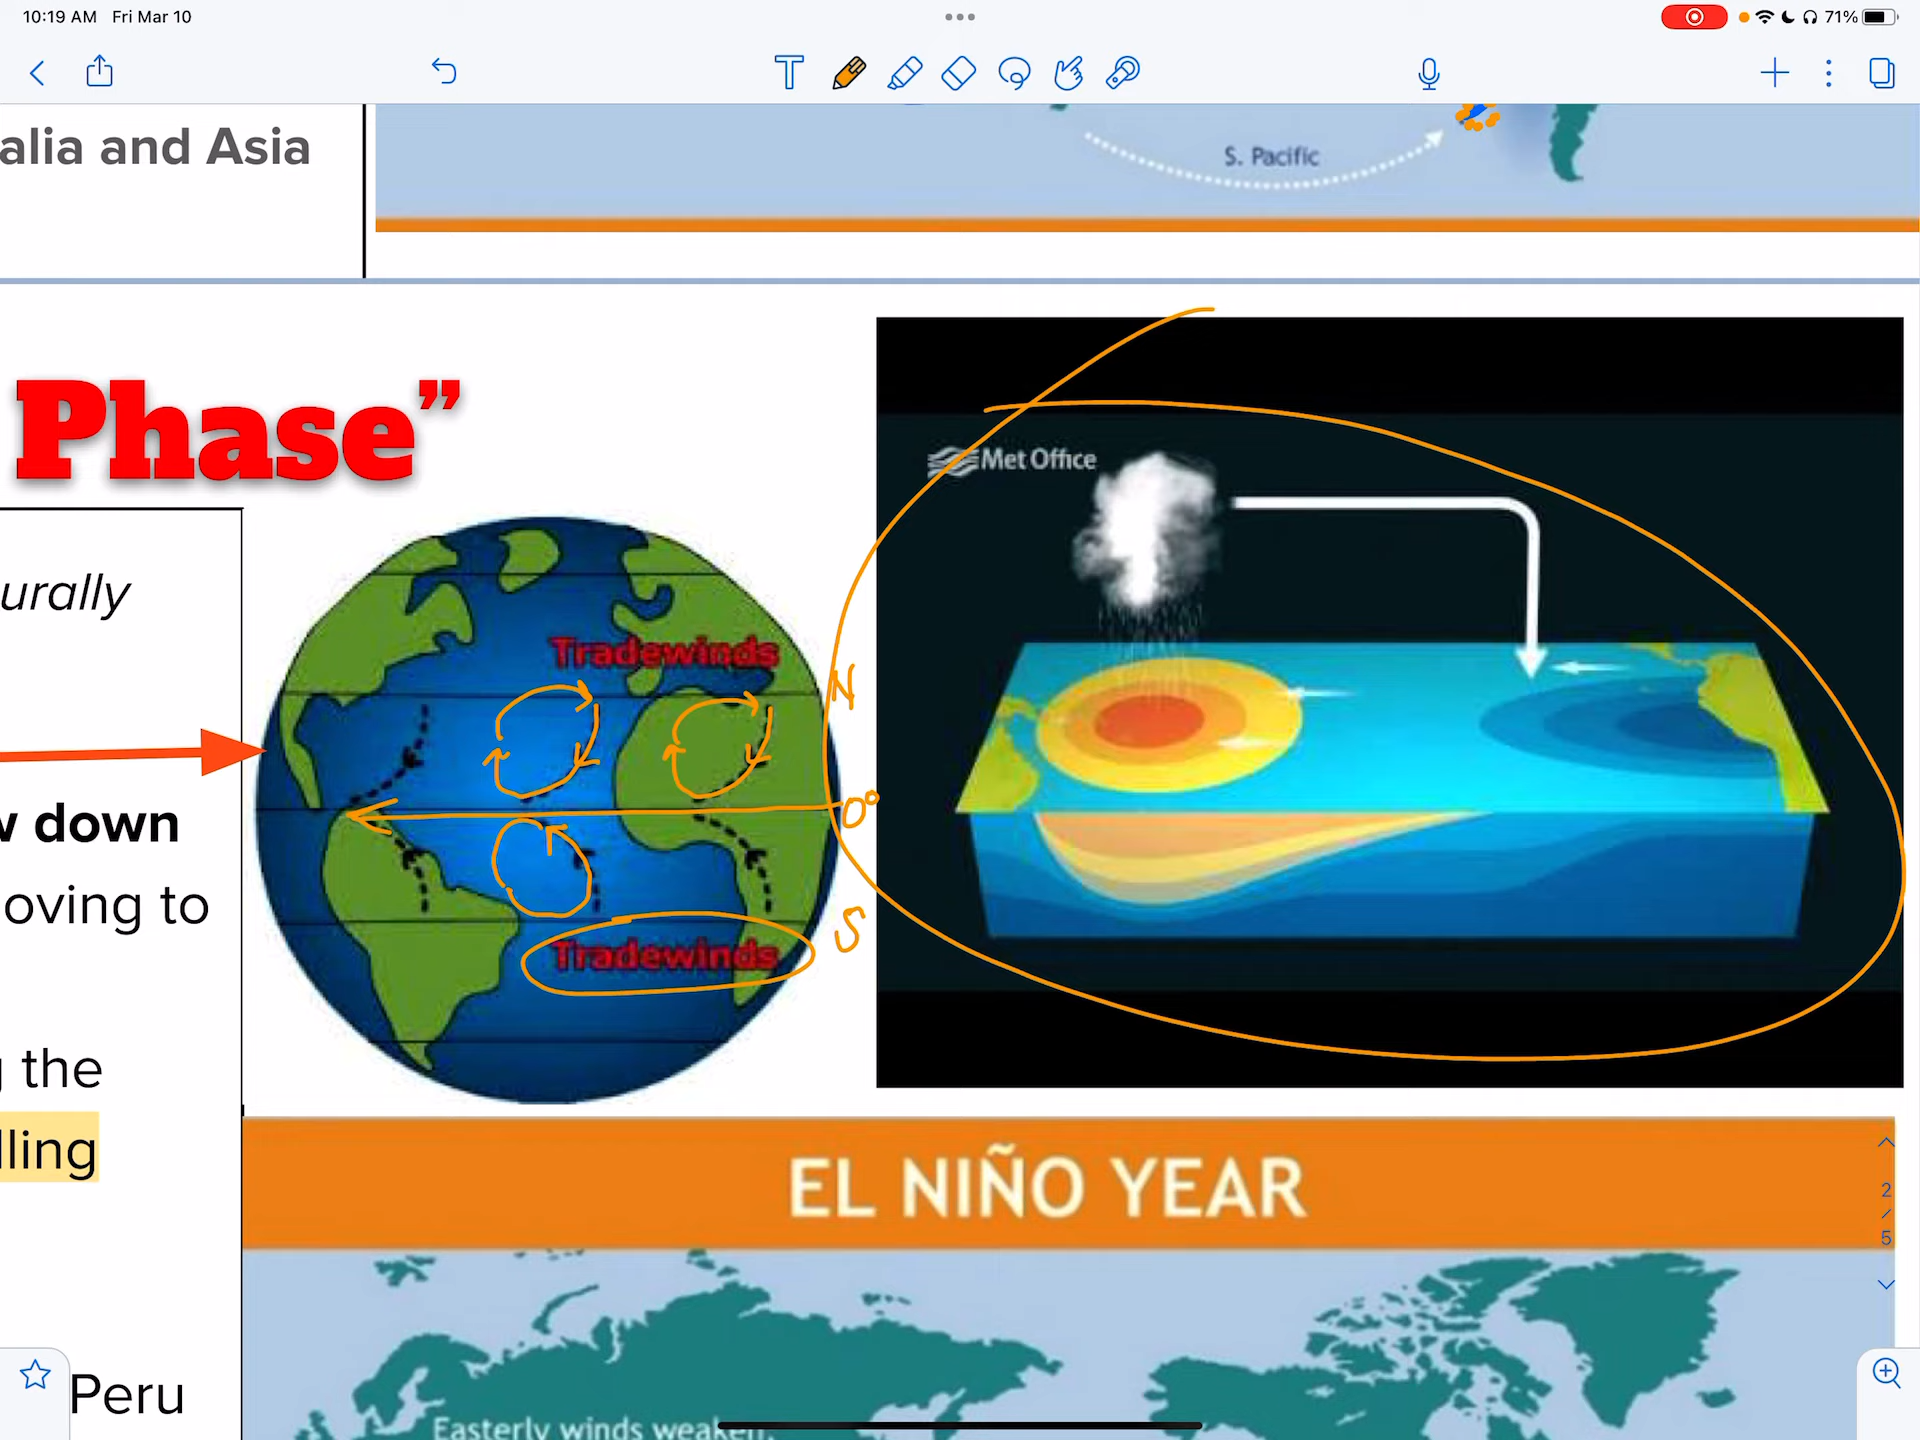 10:19 AM Fri Mar 10
71%
alia and Asia
S. Pacific
Phase”
urally
w down
oving to
the
lling
Peru
Tradewinds
N
0°
S
Tradewinds
Met Office
EL NIÑO YEAR
Easterly winds weaken.
2
/
5